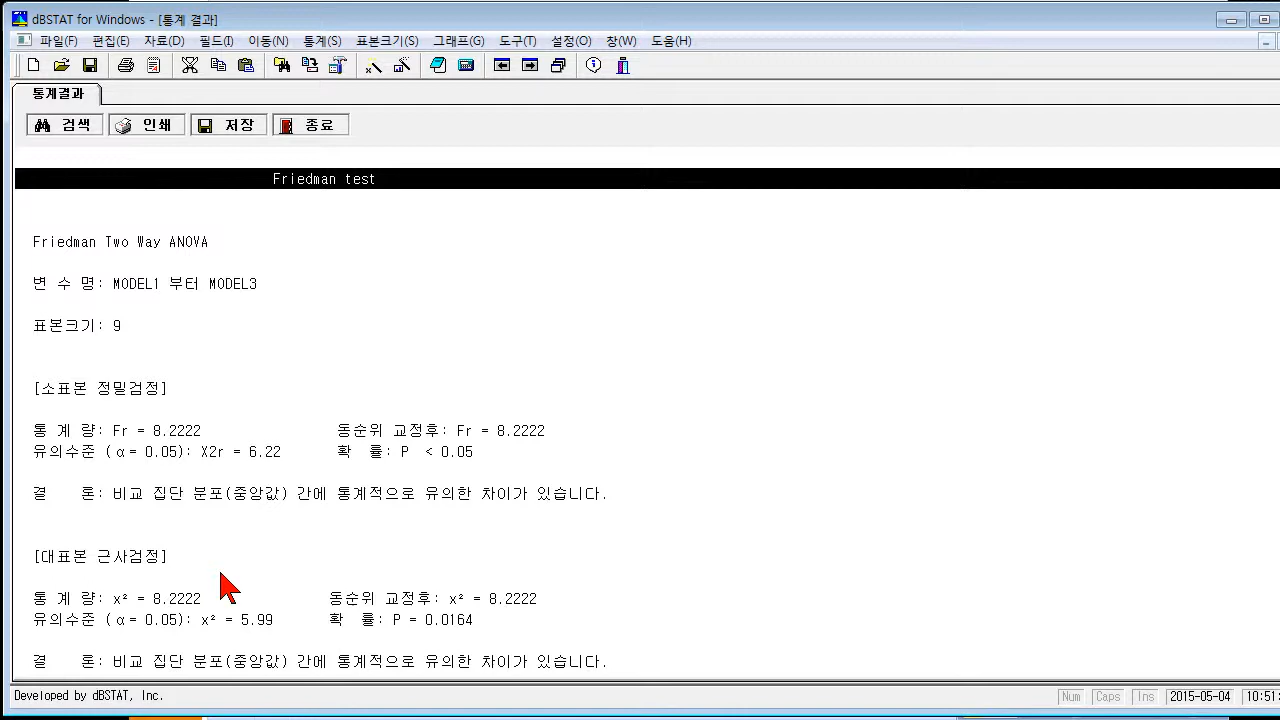 dBSTAT for Windows - [통계 결과]
파일(F) 편집(E) 자료(D) 필드(I) 이동(N) 통계(S) 표본크기(S) 그래프(G) 도구(T) 설정(O) 창(W) 도움(H)
통계결과
검색 인쇄 저장 종료
Friedman test
Friedman Two Way ANOVA
변 수 명: MODEL1 부터 MODEL3
표본크기: 9
[소표본 정밀검정]
통 계 량: Fr = 8.2222 동순위 교정후: Fr = 8.2222
유의수준 (α= 0.05): X2r = 6.22 확 률: P < 0.05
결 론: 비교 집단 분포(중앙값) 간에 통계적으로 유의한 차이가 있습니다.
[대표본 근사검정]
통 계 량: x² = 8.2222 동순위 교정후: x² = 8.2222
유의수준 (α= 0.05): x² = 5.99 확 률: P = 0.0164
결 론: 비교 집단 분포(중앙값) 간에 통계적으로 유의한 차이가 있습니다.
Developed by dBSTAT, Inc. Num Caps Ins 2015-05-04 10:51: